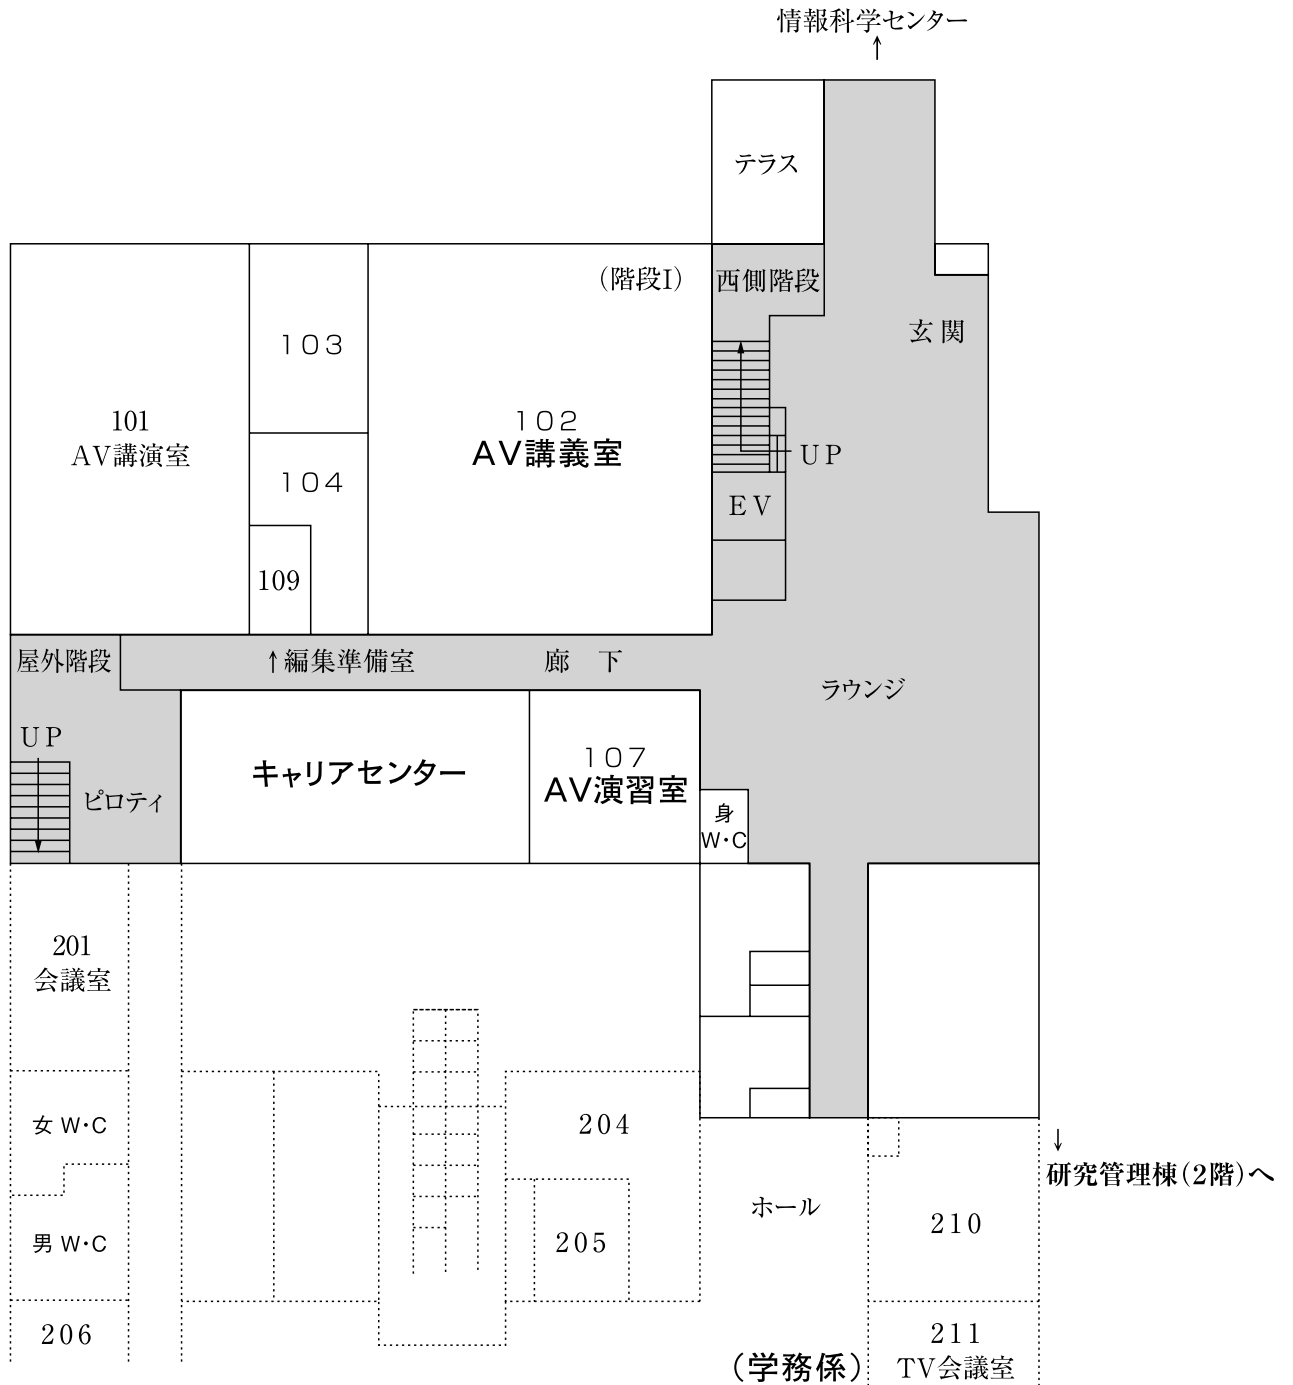 情報科学センター
↑
テラス
(階段I)
西側階段
玄関
103
101
AV講演室
102
AV講義室
UP
104
EV
109
屋外階段
↑編集準備室
廊 下
ラウンジ
UP
キャリアセンター
107
AV演習室
ピロティ
身
W・C
201
会議室
女 W・C
204
↓
研究管理棟(2階)へ
ホール
210
男 W・C
205
206
211
TV会議室
(学務係)